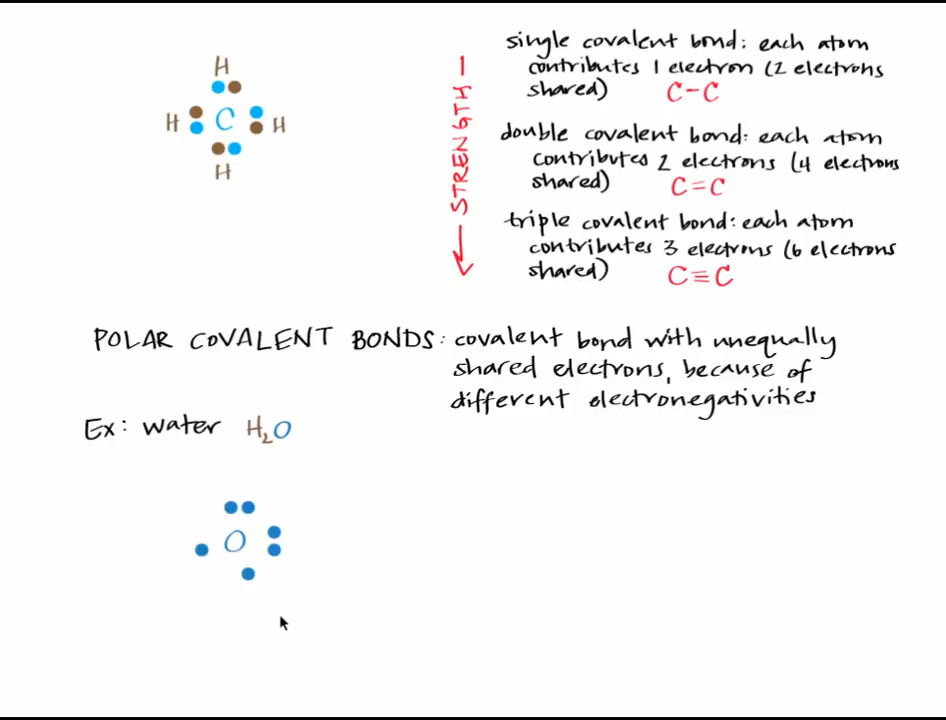 H
H C H
H
STRENGTH
single covalent bond: each atom
contributes 1 electron (2 electrons
shared) C-C
double covalent bond: each atom
contributes 2 electrons (4 electrons
shared) C=C
triple covalent bond: each atom
contributes 3 electrons (6 electrons
shared) C≡C
POLAR COVALENT BONDS: covalent bond with unequally
shared electrons, because of
different electronegativities
Ex: water H₂O
O